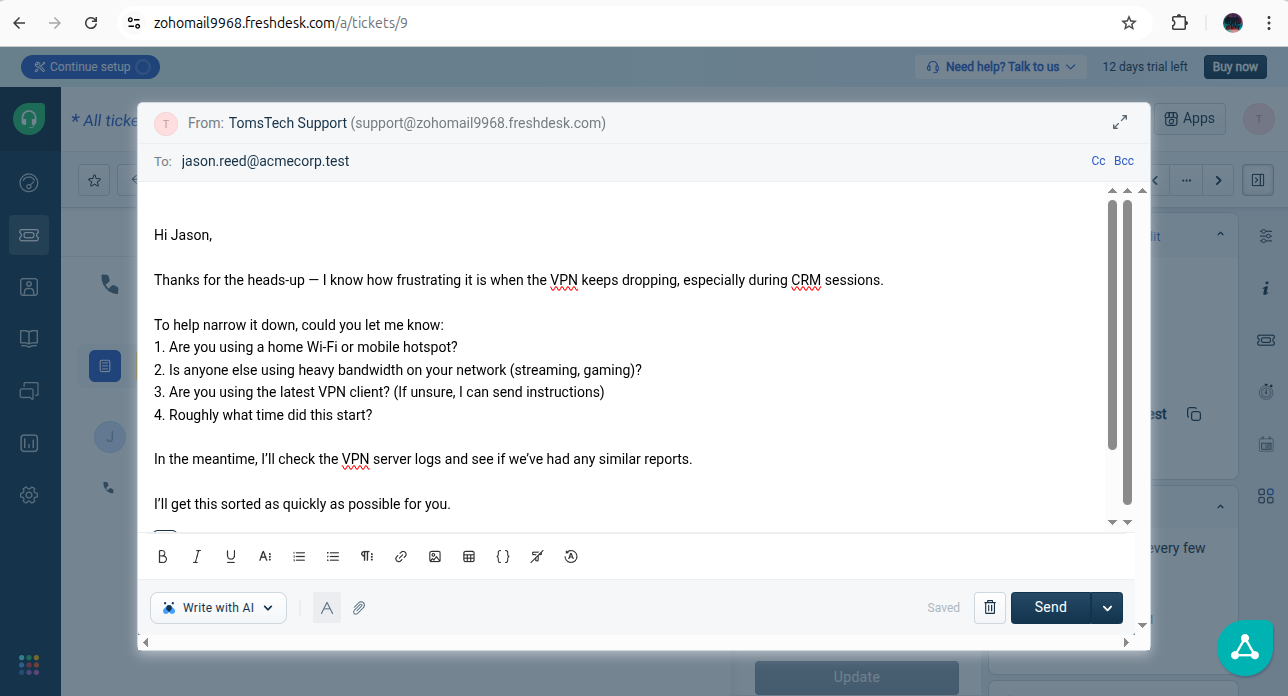 zohomail9968.freshdesk.com/a/tickets/9
Continue setup
Need help? Talk to us
12 days trial left
Buy now
* All ticke
Apps
T
T
From: TomsTech Support (support@zohomail9968.freshdesk.com)
To: jason.reed@acmecorp.test
Cc Bcc
Hi Jason,
Thanks for the heads-up — I know how frustrating it is when the VPN keeps dropping, especially during CRM sessions.
To help narrow it down, could you let me know:
1. Are you using a home Wi-Fi or mobile hotspot?
2. Is anyone else using heavy bandwidth on your network (streaming, gaming)?
3. Are you using the latest VPN client? (If unsure, I can send instructions)
4. Roughly what time did this start?
In the meantime, I’ll check the VPN server logs and see if we’ve had any similar reports.
I’ll get this sorted as quickly as possible for you.
J
dit
est
every few
Write with AI
Saved
Send
Update